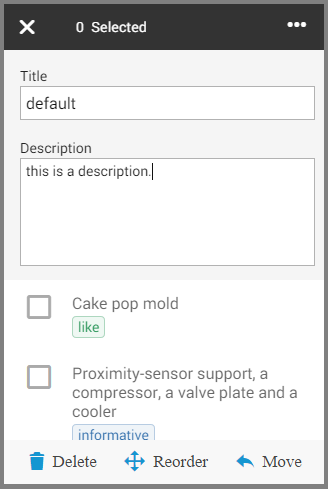 0 Selected
Title
default
Description
this is a description.
Cake pop mold
like
Proximity-sensor support, a
compressor, a valve plate and a
cooler
informative
Delete Reorder Move